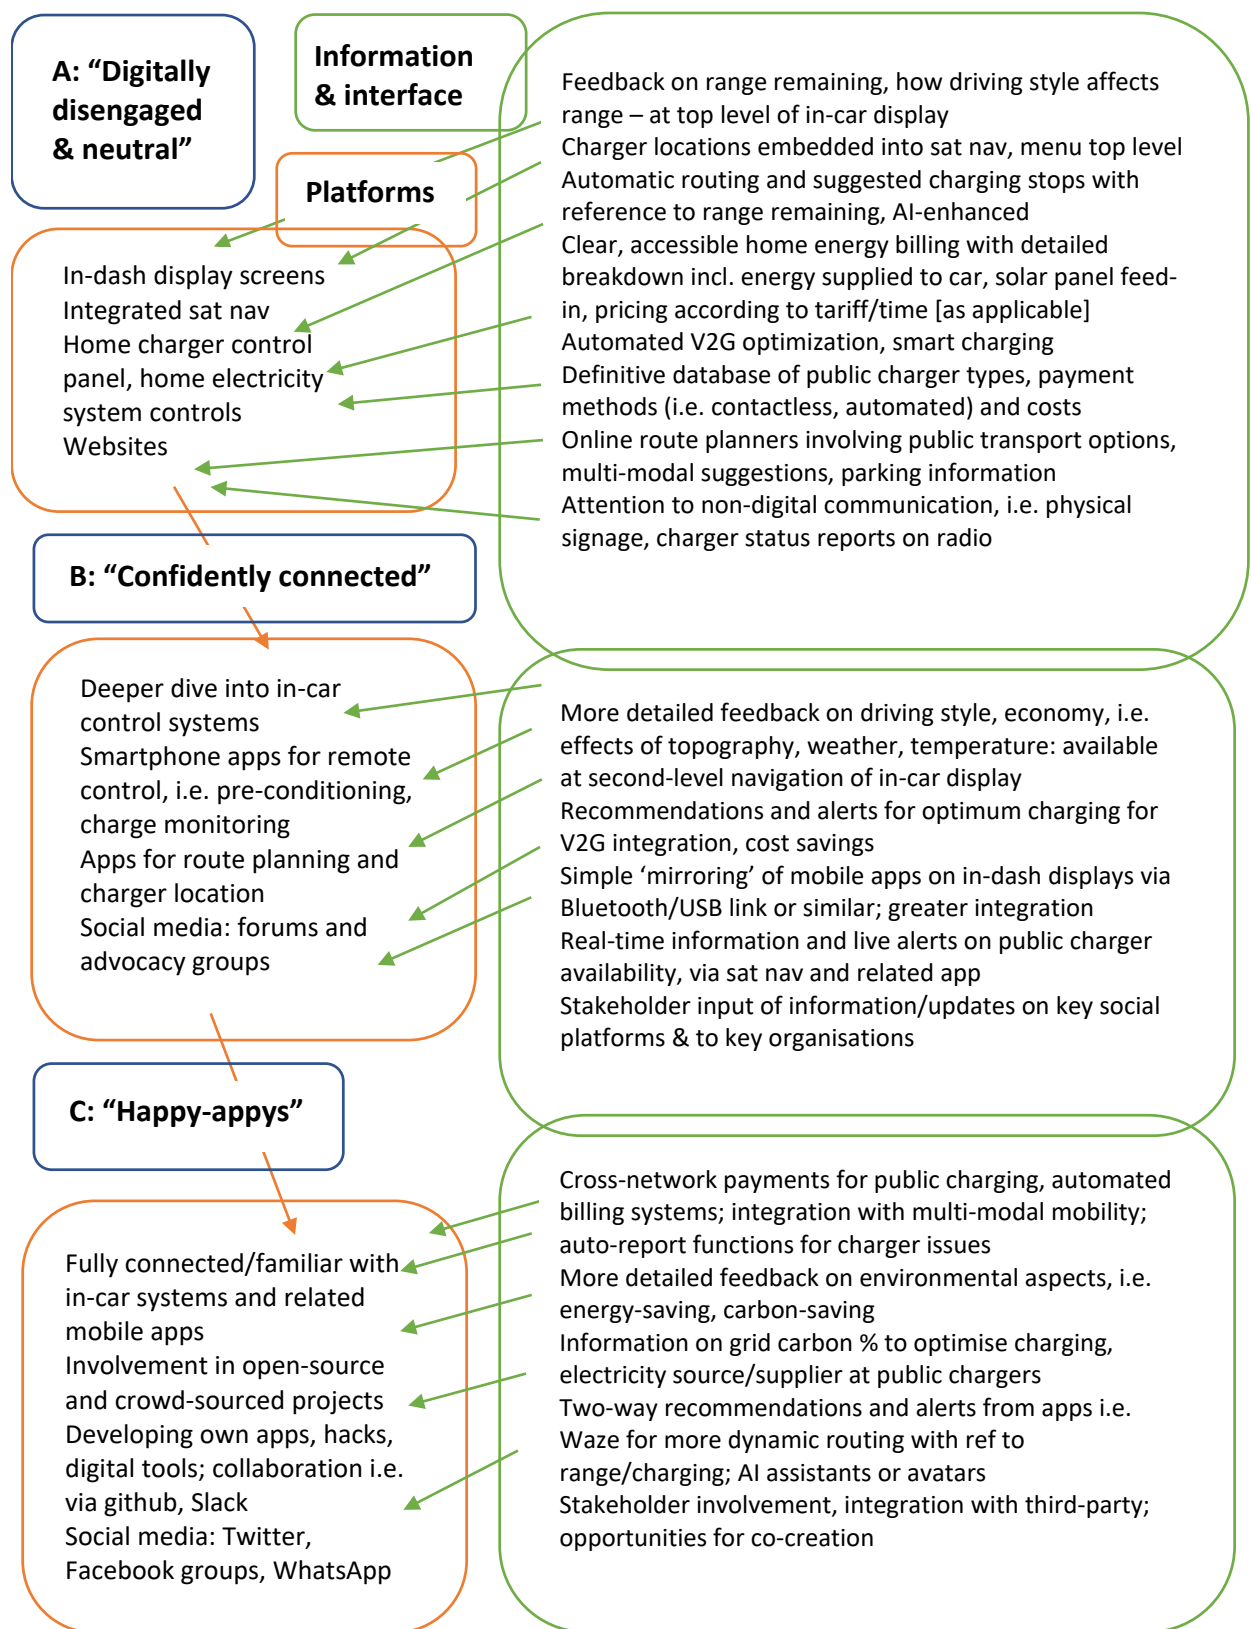 A: “Digitally
disengaged
& neutral”
Information
& interface
Platforms
In-dash display screens
Integrated sat nav
Home charger control
panel, home electricity
system controls
Websites
Feedback on range remaining, how driving style affects
range – at top level of in-car display
Charger locations embedded into sat nav, menu top level
Automatic routing and suggested charging stops with
reference to range remaining, AI-enhanced
Clear, accessible home energy billing with detailed
breakdown incl. energy supplied to car, solar panel feed-
in, pricing according to tariff/time [as applicable]
Automated V2G optimization, smart charging
Definitive database of public charger types, payment
methods (i.e. contactless, automated) and costs
Online route planners involving public transport options,
multi-modal suggestions, parking information
Attention to non-digital communication, i.e. physical
signage, charger status reports on radio
B: “Confidently connected”
Deeper dive into in-car
control systems
Smartphone apps for remote
control, i.e. pre-conditioning,
charge monitoring
Apps for route planning and
charger location
Social media: forums and
advocacy groups
More detailed feedback on driving style, economy, i.e.
effects of topography, weather, temperature: available
at second-level navigation of in-car display
Recommendations and alerts for optimum charging for
V2G integration, cost savings
Simple ‘mirroring’ of mobile apps on in-dash displays via
Bluetooth/USB link or similar; greater integration
Real-time information and live alerts on public charger
availability, via sat nav and related app
Stakeholder input of information/updates on key social
platforms & to key organisations
C: “Happy-appys”
Fully connected/familiar with
in-car systems and related
mobile apps
Involvement in open-source
and crowd-sourced projects
Developing own apps, hacks,
digital tools; collaboration i.e.
via github, Slack
Social media: Twitter,
Facebook groups, WhatsApp
Cross-network payments for public charging, automated
billing systems; integration with multi-modal mobility;
auto-report functions for charger issues
More detailed feedback on environmental aspects, i.e.
energy-saving, carbon-saving
Information on grid carbon % to optimise charging,
electricity source/supplier at public chargers
Two-way recommendations and alerts from apps i.e.
Waze for more dynamic routing with ref to
range/charging; AI assistants or avatars
Stakeholder involvement, integration with third-party;
opportunities for co-creation